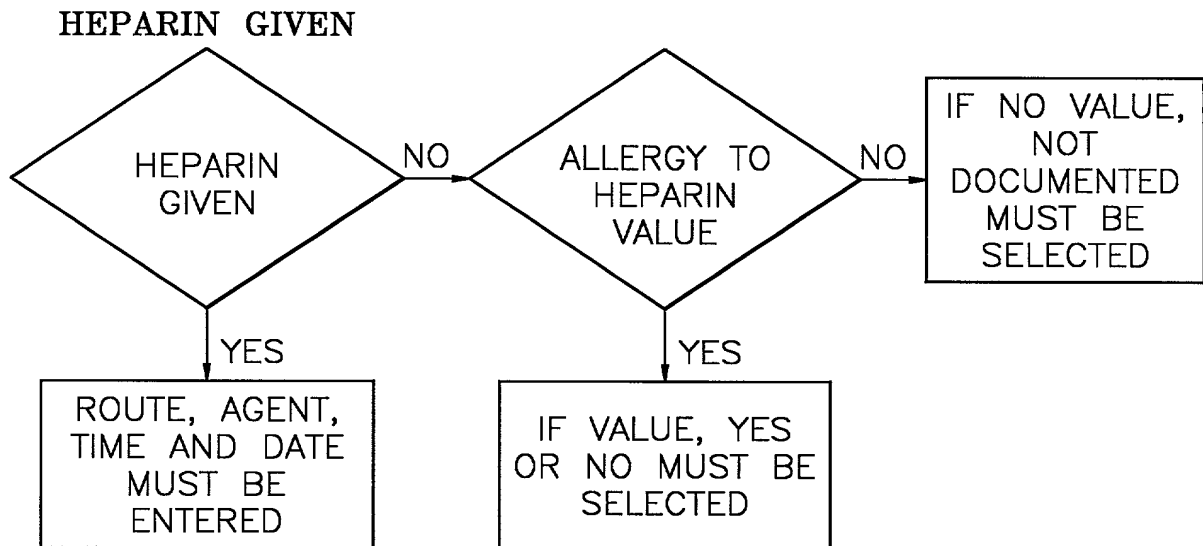 HEPARIN GIVEN
HEPARIN
GIVEN
NO
ALLERGY TO
HEPARIN
VALUE
NO
IF NO VALUE,
NOT
DOCUMENTED
MUST BE
SELECTED
YES
ROUTE, AGENT,
TIME AND DATE
MUST BE
ENTERED
YES
IF VALUE, YES
OR NO MUST BE
SELECTED